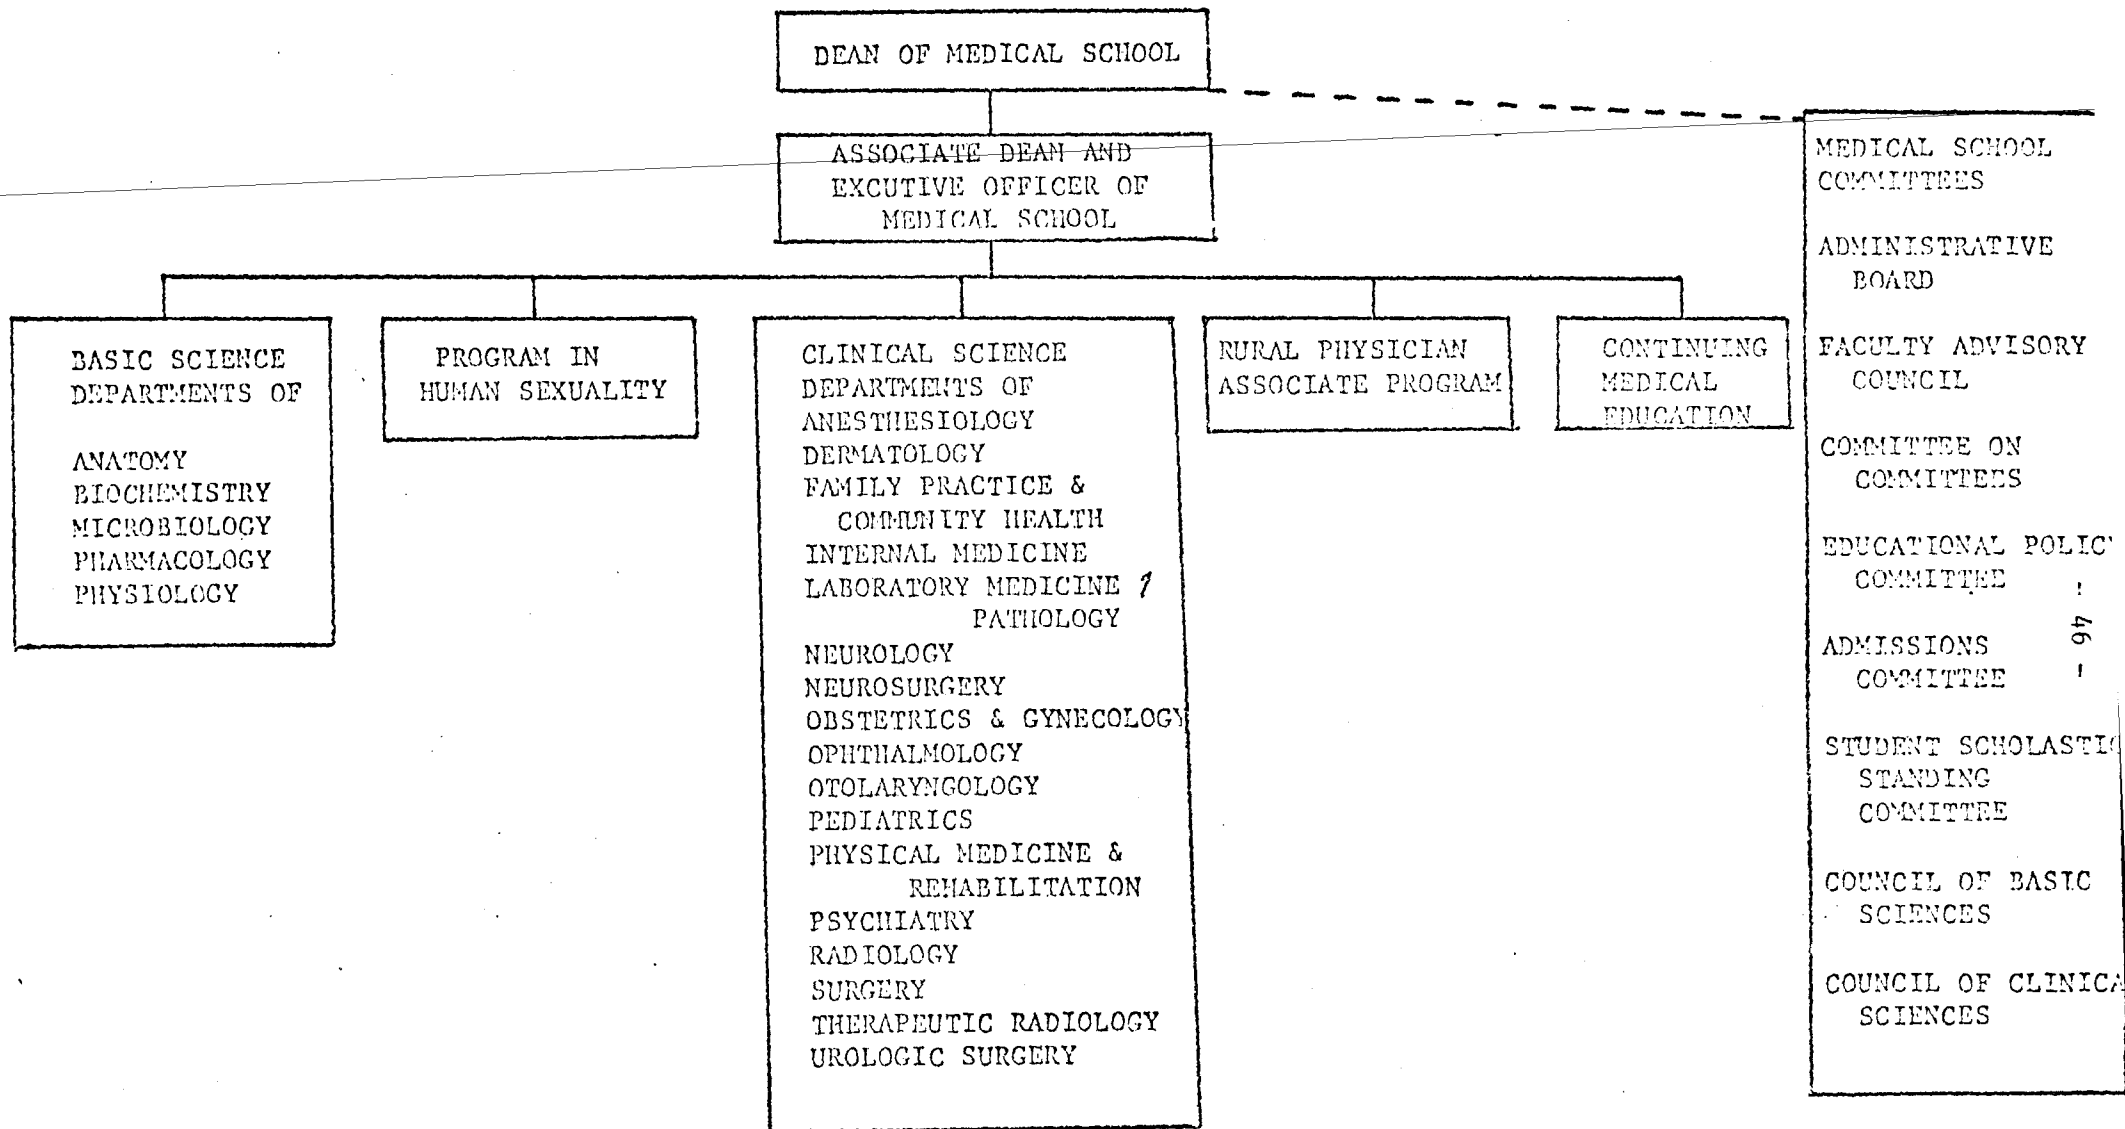 DEAN OF MEDICAL SCHOOL
ASSOCIATE DEAN AND
EXCUTIVE OFFICER OF
MEDICAL SCHOOL
BASIC SCIENCE
DEPARTMENTS OF
ANATOMY
BIOCHEMISTRY
MICROBIOLOGY
PHARMACOLOGY
PHYSIOLOGY
PROGRAM IN
HUMAN SEXUALITY
CLINICAL SCIENCE
DEPARTMENTS OF
ANESTHESIOLOGY
DERMATOLOGY
FAMILY PRACTICE &
COMMUNITY HEALTH
INTERNAL MEDICINE
LABORATORY MEDICINE
PATHOLOGY
NEUROLOGY
NEUROSURGERY
OBSTETRICS & GYNECOLOGY
OPHTHALMOLOGY
OTOLARYNGOLOGY
PEDIATRICS
PHYSICAL MEDICINE &
REHABILITATION
PSYCHIATRY
RADIOLOGY
SURGERY
THERAPEUTIC RADIOLOGY
UROLOGIC SURGERY
RURAL PHYSICIAN
ASSOCIATE PROGRAM
CONTINUING
MEDICAL
EDUCATION
MEDICAL SCHOOL
COMMITTEES
ADMINISTRATIVE
BOARD
FACULTY ADVISORY
COUNCIL
COMMITTEE ON
COMMITTEES
EDUCATIONAL POLIC
COMMITTEE
ADMISSIONS
COMMITTEE
STUDENT SCHOLASTIC
STANDING
COMMITTEE
COUNCIL OF BASIC
SCIENCES
COUNCIL OF CLINICA
SCIENCES
- 46 -